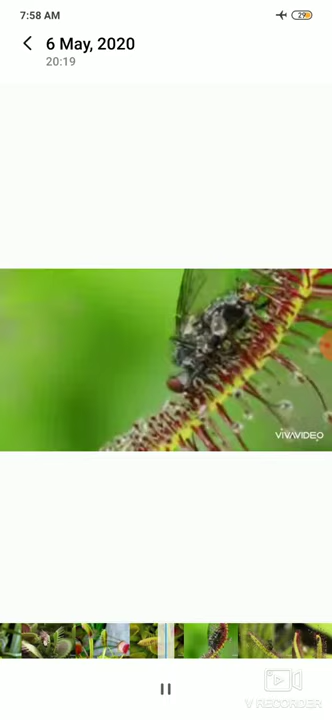 7:58 AM
29
6 May, 2020
20:19
VIVAVIDEO
V RECORDER